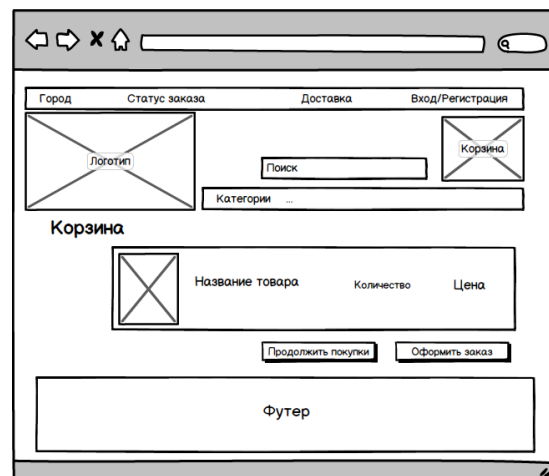 Город Статус заказа Доставка Вход/Регистрация
Логотип
Корзина
Поиск
Категории ...
Корзина
Название товара Количество Цена
Продолжить покупки Оформить заказ
Футер